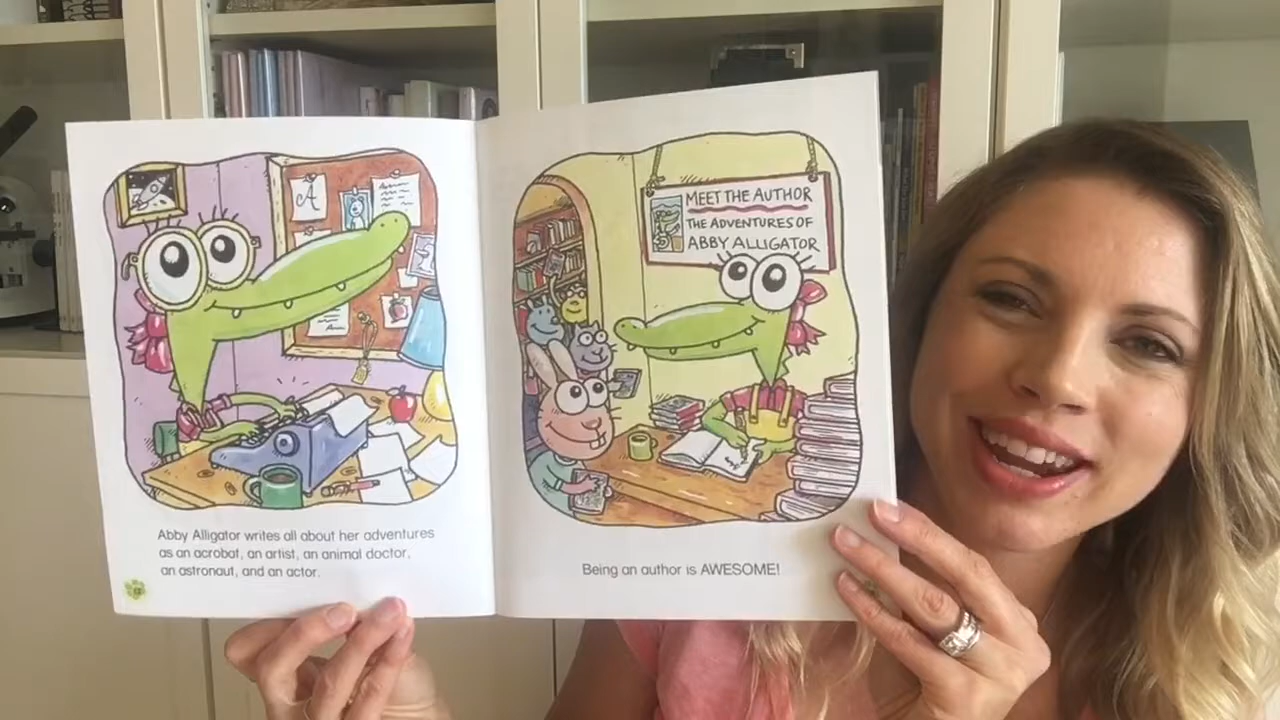 A
Abby Alligator writes all about her adventures
as an acrobat, an artist, an animal doctor,
an astronaut, and an actor.
MEET THE AUTHOR
THE ADVENTURES OF
ABBY ALLIGATOR
Being an author is AWESOME!